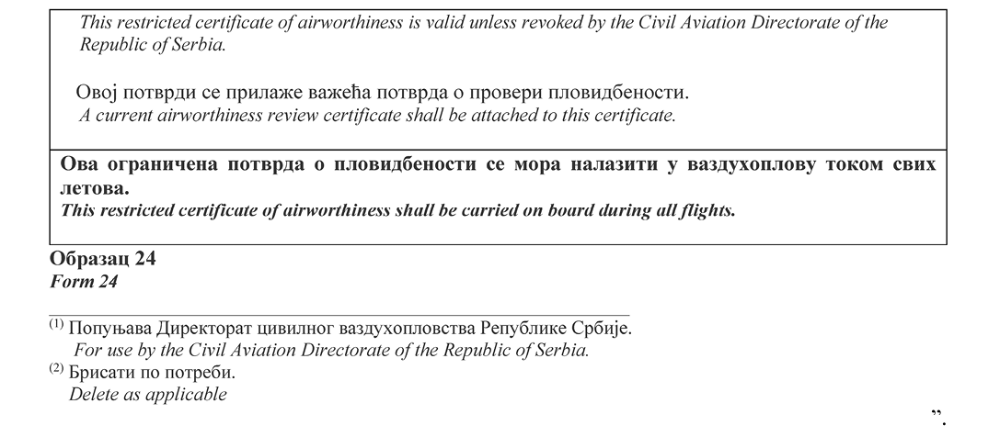 This restricted certificate of airworthiness is valid unless revoked by the Civil Aviation Directorate of the
Republic of Serbia.
Овој потврди се прилаже важећа потврда о провери пловидбености.
A current airworthiness review certificate shall be attached to this certificate.
Ова ограничена потврда о пловидбености се мора налазити у ваздухоплову током свих
летова.
This restricted certificate of airworthiness shall be carried on board during all flights.
Образац 24
Form 24
(1) Попуњава Директорат цивилног ваздухопловства Републике Србије.
For use by the Civil Aviation Directorate of the Republic of Serbia.
(2) Брисати по потреби.
Delete as applicable
”.